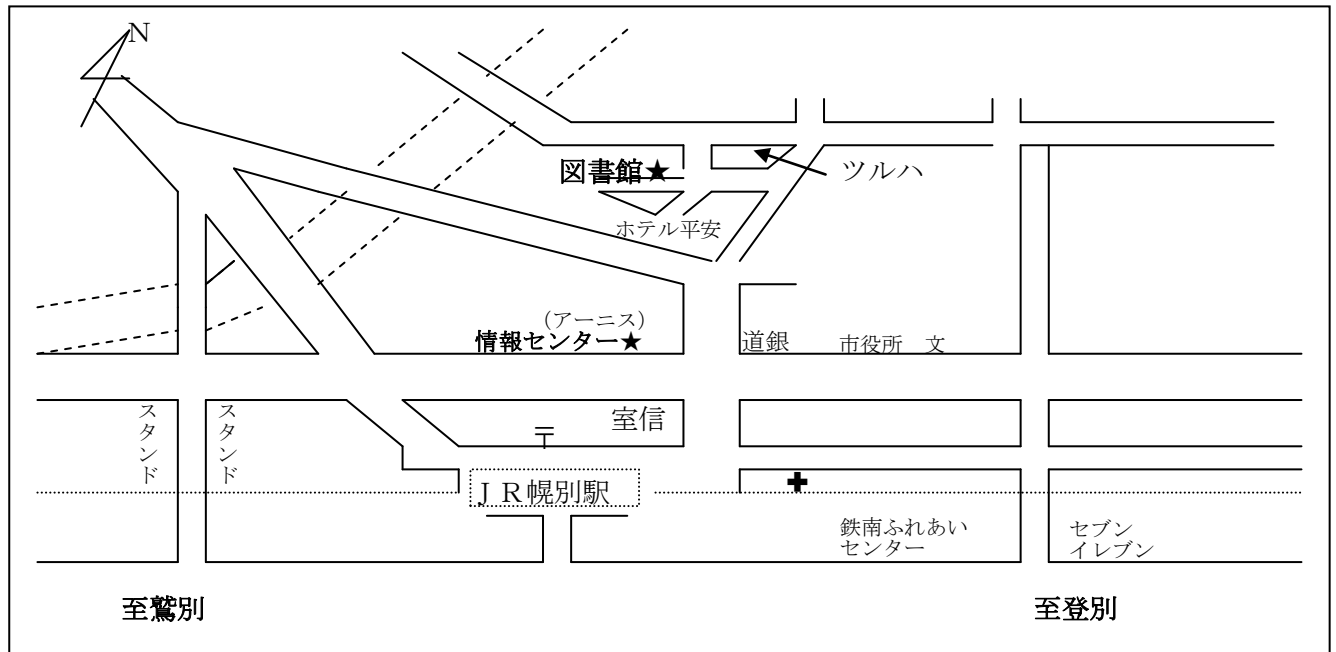 N
図書館★
ツルハ
ホテル平安
(アーニス)
情報センター★
道銀
市役所 文
スタンド
スタンド
室信
〒
JR幌別駅
鉄南ふれあい
センター
セブン
イレブン
至鷲別
至登別